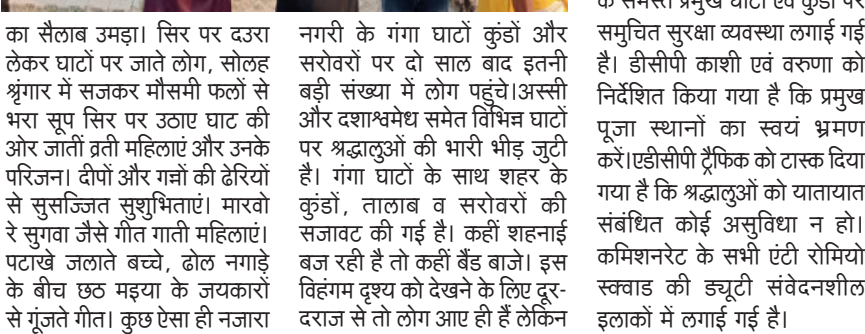 का सैलाब उमड़ा। सिर पर दउरा
लेकर घाटों पर जाते लोग, सोलह
श्रृंगार में सजकर मौसमी फलों से
भरा सूप सिर पर उठाए घाट की
ओर जातीं व्रती महिलाएं और उनके
परिजन। दीपों और गन्नों की ढेरियों
से सुसज्जित सुशुभिताएं। मारवो
रे सुगवा जैसे गीत गाती महिलाएं।
पटाखे जलाते बच्चे, ढोल नगाड़े
के बीच छठ मइया के जयकारों
से गूंजते गीत। कुछ ऐसा ही नजारा
नगरी के गंगा घाटों कुंडों और
सरोवरों पर दो साल बाद इतनी
बड़ी संख्या में लोग पहुंचे।अस्सी
और दशाश्वमेध समेत विभिन्न घाटों
पर श्रद्धालुओं की भारी भीड़ जुटी
है। गंगा घाटों के साथ शहर के
कुंडों, तालाब व सरोवरों की
सजावट की गई है। कहीं शहनाई
बज रही है तो कहीं बैंड बाजे। इस
विहंगम दृश्य को देखने के लिए दूर-
दराज से तो लोग आए ही हैं लेकिन
के समस्त प्रमुख घाटों एवं कुंडों पर
समुचित सुरक्षा व्यवस्था लगाई गई
है। डीसीपी काशी एवं वरुणा को
निर्देशित किया गया है कि प्रमुख
पूजा स्थानों का स्वयं भ्रमण
करें।एडीसीपी ट्रैफिक को टास्क दिया
गया है कि श्रद्धालुओं को यातायात
संबंधित कोई असुविधा न हो।
कमिशनरेट के सभी एंटी रोमियो
स्क्वाड की ड्यूटी संवेदनशील
इलाकों में लगाई गई है।